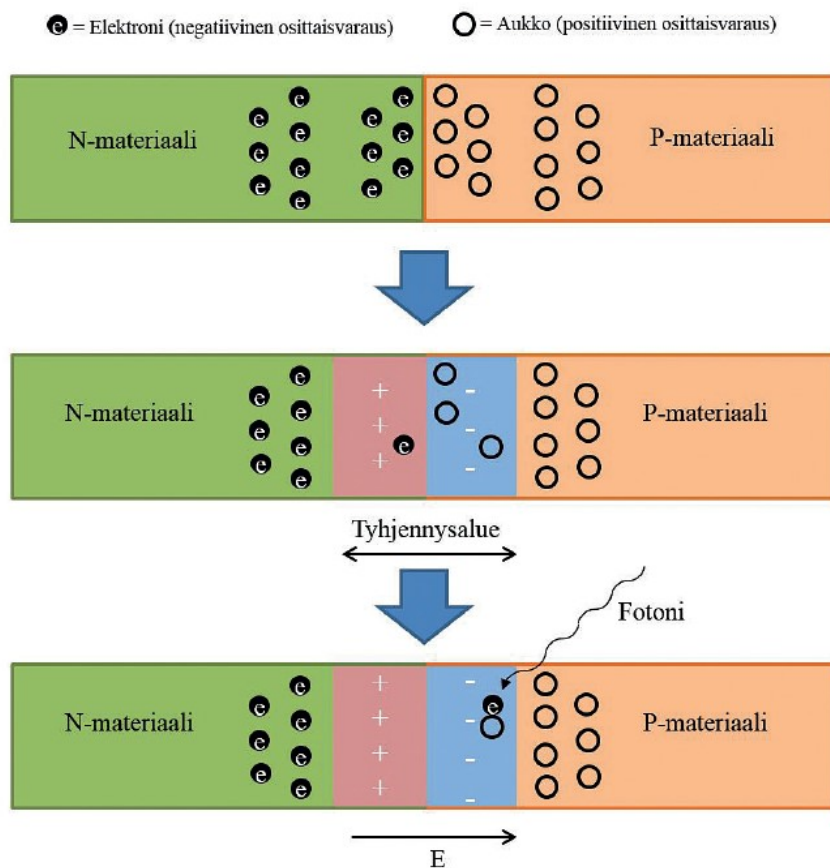 e = Elektroni (negatiivinen osittaisvaraus) = Aukko (positiivinen osittaisvaraus)
N-materiaali e e e e e e e e e e e e e e P-materiaali
N-materiaali e e e e e e e + + + e - - - P-materiaali
Tyhjennysalue
Fotoni
N-materiaali e e e e e e e + + + + - - - - e P-materiaali
E